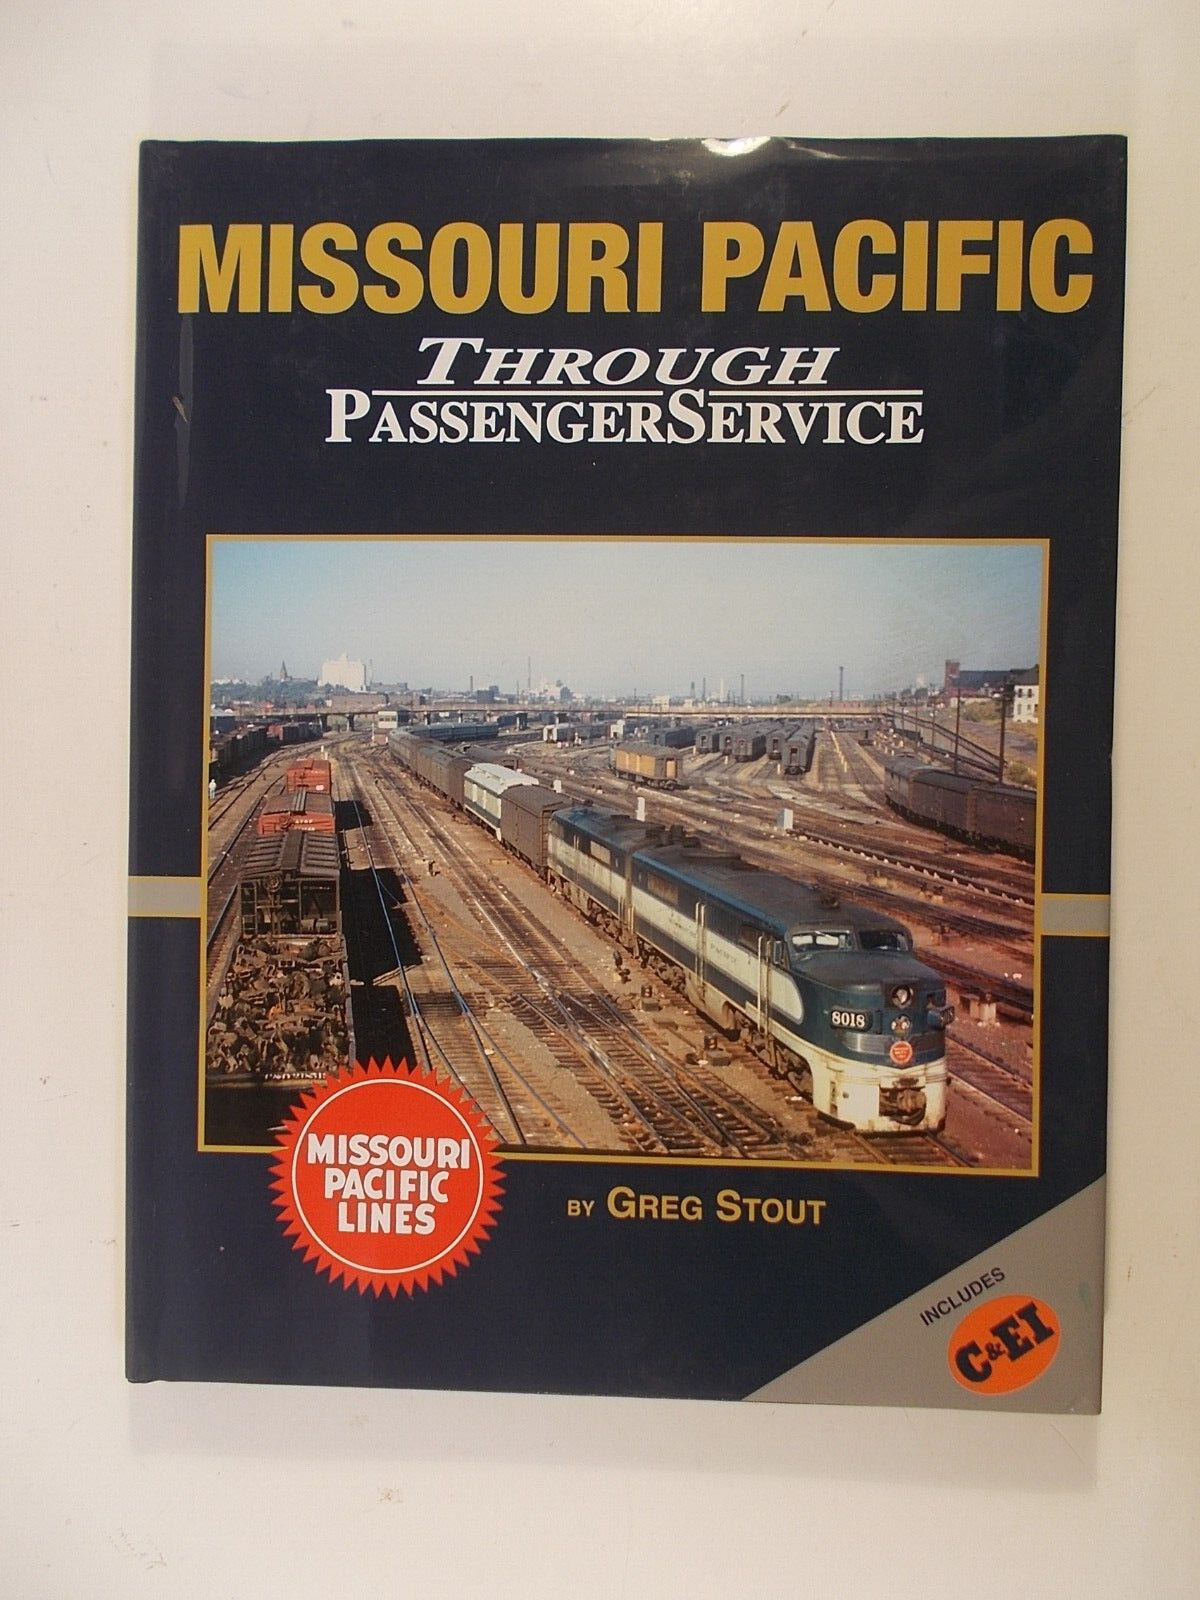 MISSOURI PACIFIC
THROUGH
PASSENGERSERVICE
8018
MISSOURI
PACIFIC
LINES
BY GREG STOUT
INCLUDES
C&EI